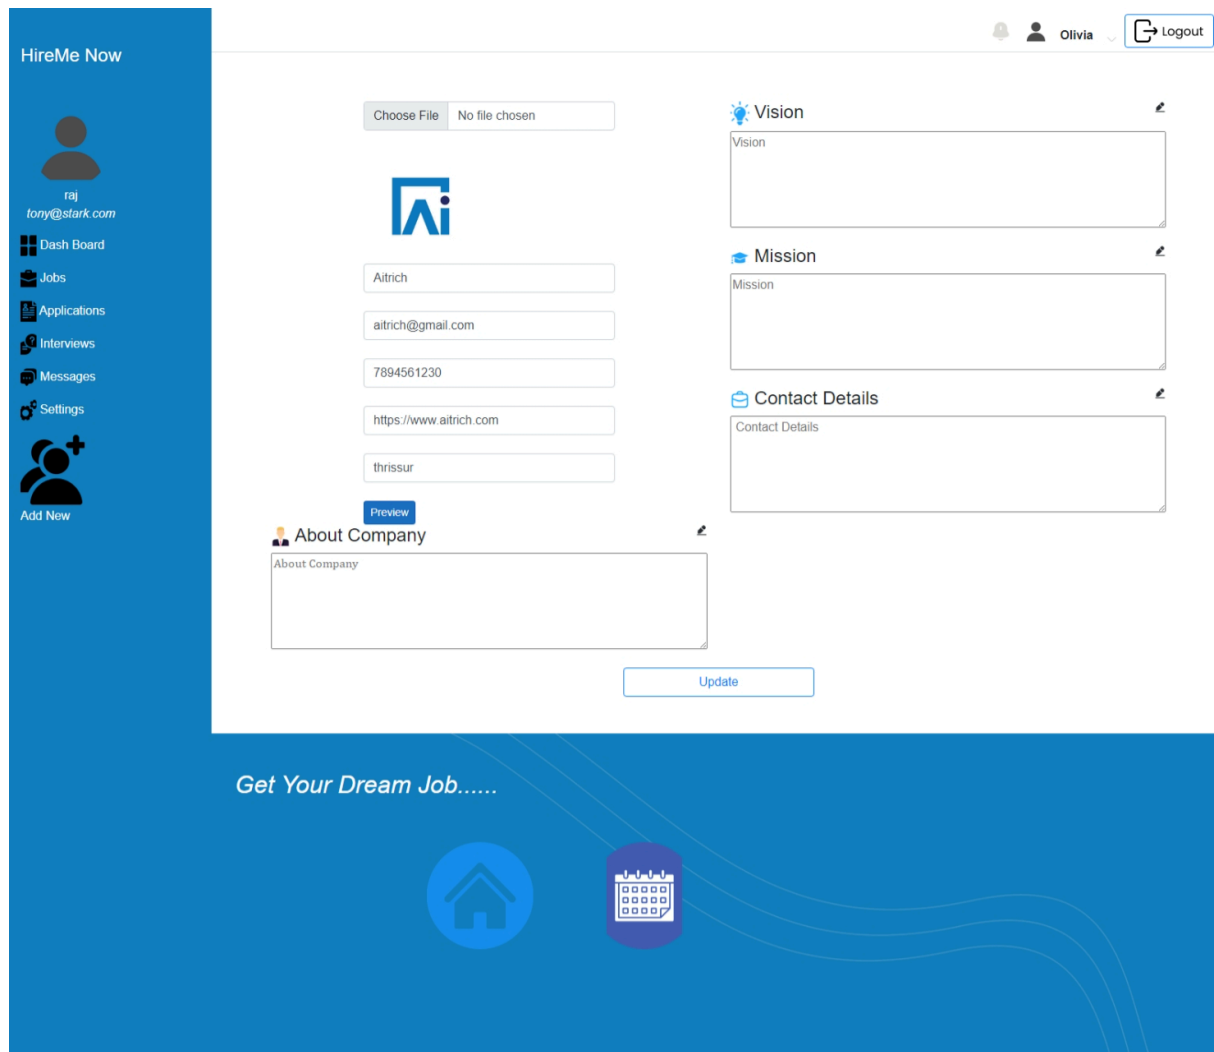 HireMe Now
raj
tony@stark.com
Dash Board
Jobs
Applications
Interviews
Messages
Settings
Add New
Olivia
Logout
Choose File No file chosen
Ai
Aitrich
aitrich@gmail.com
7894561230
https://www.aitrich.com
thrissur
Preview
About Company
About Company
Vision
Vision
Mission
Mission
Contact Details
Contact Details
Update
Get Your Dream Job......